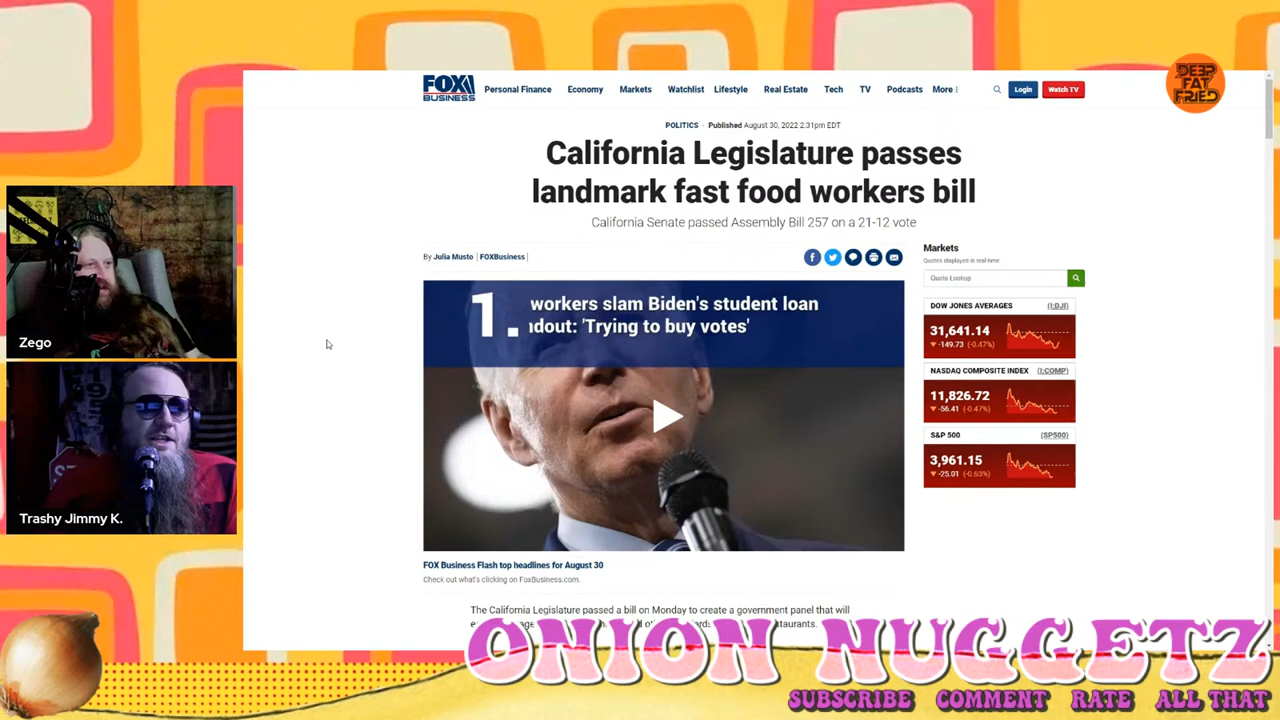 FOX
BUSINESS
Personal Finance Economy Markets Watchlist Lifestyle Real Estate Tech TV Podcasts More
Login
Watch TV
DEEP
FAT
FRIED
POLITICS · Published August 30, 2022 2:31pm EDT
California Legislature passes
landmark fast food workers bill
California Senate passed Assembly Bill 257 on a 21-12 vote
By Julia Musto | FOXBusiness |
Markets
Quotes displayed in real-time
Quote Lookup
1. workers slam Biden's student loan
ndout: 'Trying to buy votes'
DOW JONES AVERAGES (I:DJI)
31,641.14
-149.73 (-0.47%)
NASDAQ COMPOSITE INDEX (I:COMP)
11,826.72
-56.41 (-0.47%)
S&P 500 (SP500)
3,961.15
-25.01 (-0.63%)
Zego
Trashy Jimmy K.
FOX Business Flash top headlines for August 30
Check out what's clicking on FoxBusiness.com.
The California Legislature passed a bill on Monday to create a government panel that will
ONION NUGGETZ
SUBSCRIBE COMMENT RATE ALL THAT